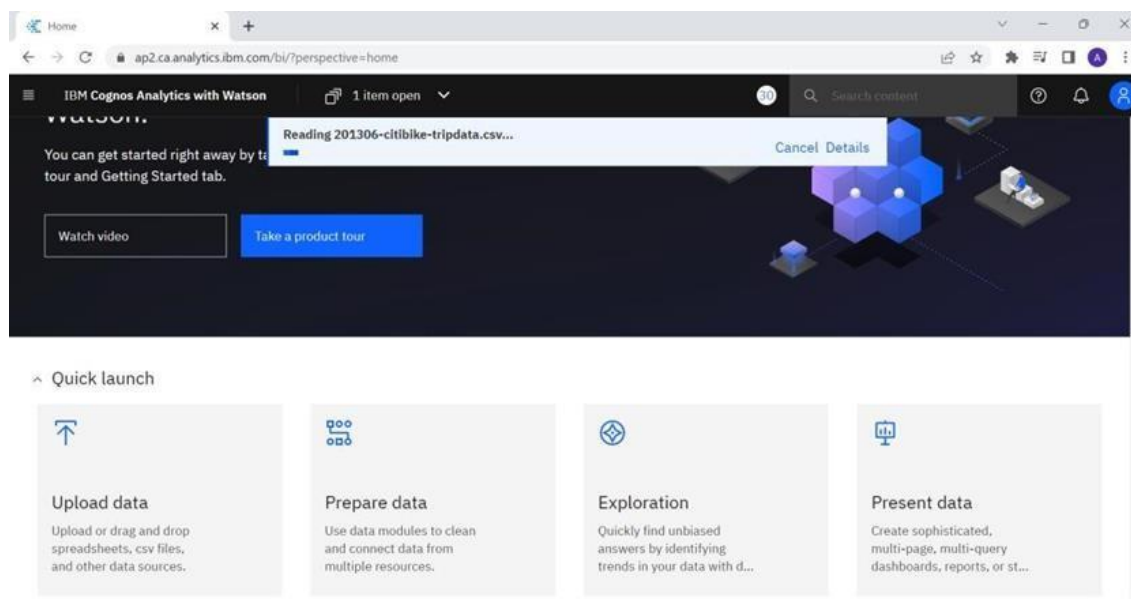 Home
ap2.ca.analytics.ibm.com/bi/?perspective=home
A
IBM Cognos Analytics with Watson
1 item open
30
Search content
Watson.
Reading 201306-citibike-tripdata.csv...
Cancel Details
You can get started right away by ta
tour and Getting Started tab.
Watch video
Take a product tour
Quick launch
Upload data
Upload or drag and drop
spreadsheets, csv files,
and other data sources.
Prepare data
Use data modules to clean
and connect data from
multiple resources.
Exploration
Quickly find unbiased
answers by identifying
trends in your data with d...
Present data
Create sophisticated,
multi-page, multi-query
dashboards, reports, or st...